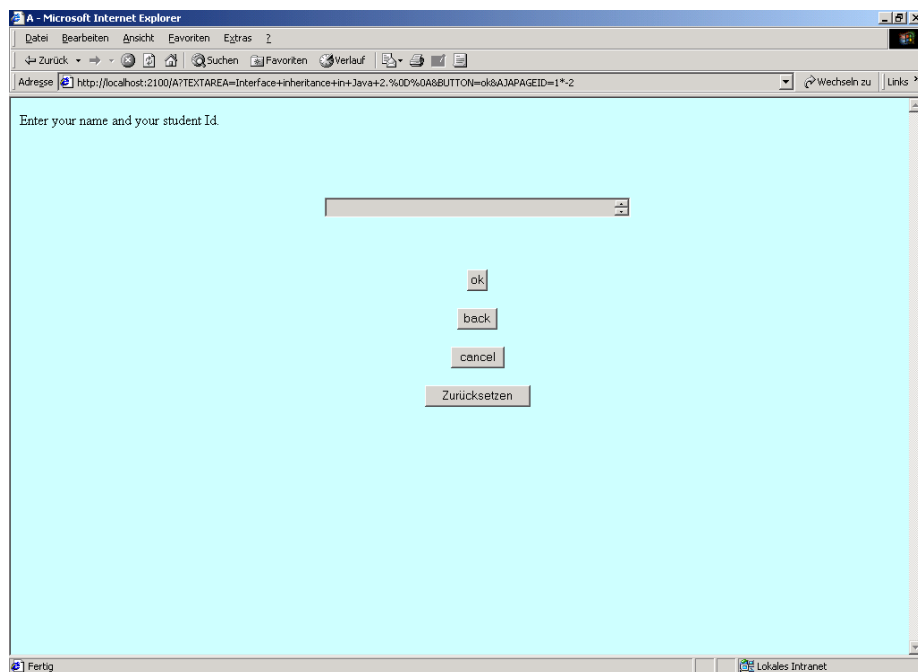 A - Microsoft Internet Explorer
Datei Bearbeiten Ansicht Favoriten Extras ?
Zurück Suchen Favoriten Verlauf
Adresse http://localhost:2100/A?TEXTAREA=Interface+inheritance+in+Java+2.%0D%0A&BUTTON=ok&AJAPAGEID=1*-2 Wechseln zu Links »
Enter your name and your student Id.
ok
back
cancel
Zurücksetzen
Fertig Lokales Intranet